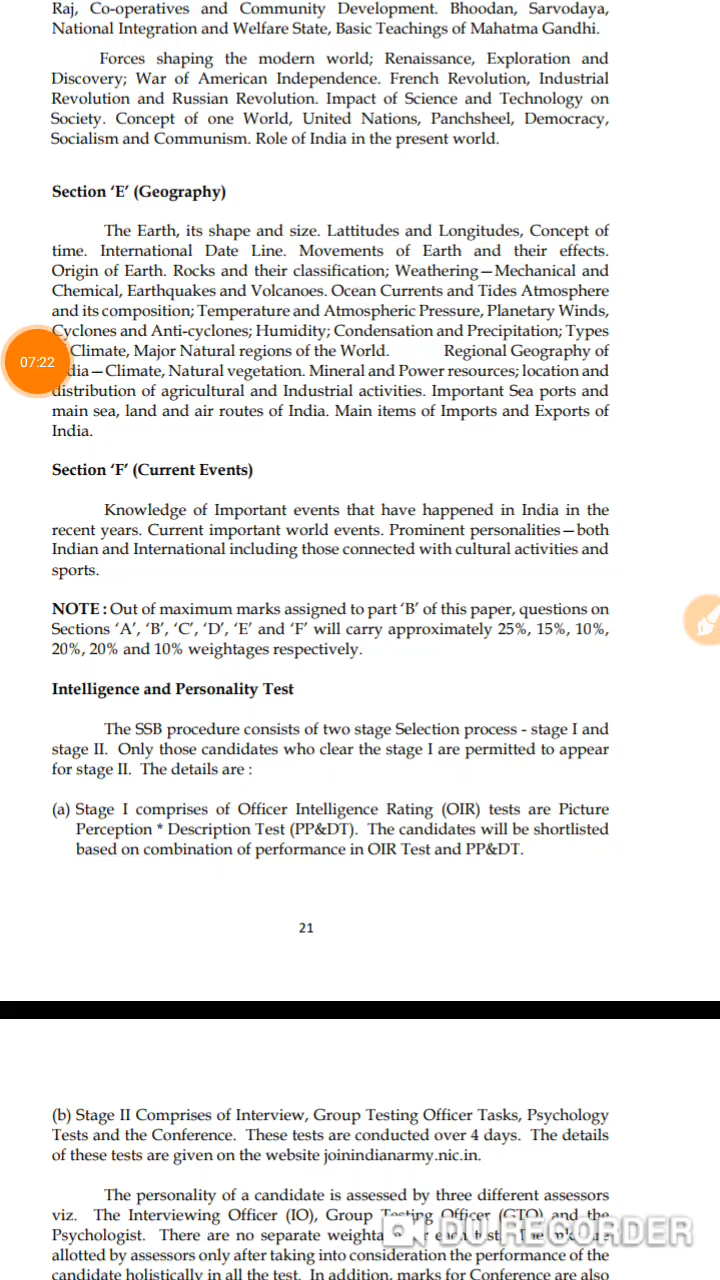 Raj, Co-operatives and Community Development. Bhoodan, Sarvodaya,
National Integration and Welfare State, Basic Teachings of Mahatma Gandhi.
Forces shaping the modern world; Renaissance, Exploration and
Discovery; War of American Independence. French Revolution, Industrial
Revolution and Russian Revolution. Impact of Science and Technology on
Society. Concept of one World, United Nations, Panchsheel, Democracy,
Socialism and Communism. Role of India in the present world.
Section ‘E’ (Geography)
The Earth, its shape and size. Lattitudes and Longitudes, Concept of
time. International Date Line. Movements of Earth and their effects.
Origin of Earth. Rocks and their classification; Weathering—Mechanical and
Chemical, Earthquakes and Volcanoes. Ocean Currents and Tides Atmosphere
and its composition; Temperature and Atmospheric Pressure, Planetary Winds,
Cyclones and Anti-cyclones; Humidity; Condensation and Precipitation; Types
Climate, Major Natural regions of the World. Regional Geography of
07:22
dia—Climate, Natural vegetation. Mineral and Power resources; location and
distribution of agricultural and Industrial activities. Important Sea ports and
main sea, land and air routes of India. Main items of Imports and Exports of
India.
Section ‘F’ (Current Events)
Knowledge of Important events that have happened in India in the
recent years. Current important world events. Prominent personalities—both
Indian and International including those connected with cultural activities and
sports.
NOTE : Out of maximum marks assigned to part ‘B’ of this paper, questions on
Sections ‘A’, ‘B’, ‘C’, ‘D’, ‘E’ and ‘F’ will carry approximately 25%, 15%, 10%,
20%, 20% and 10% weightages respectively.
Intelligence and Personality Test
The SSB procedure consists of two stage Selection process - stage I and
stage II. Only those candidates who clear the stage I are permitted to appear
for stage II. The details are :
(a) Stage I comprises of Officer Intelligence Rating (OIR) tests are Picture
Perception * Description Test (PP&DT). The candidates will be shortlisted
based on combination of performance in OIR Test and PP&DT.
21
(b) Stage II Comprises of Interview, Group Testing Officer Tasks, Psychology
Tests and the Conference. These tests are conducted over 4 days. The details
of these tests are given on the website joinindianarmy.nic.in.
The personality of a candidate is assessed by three different assessors
viz. The Interviewing Officer (IO), Group Testing Officer (GTO) and the
Psychologist. There are no separate weighta each test.
DU RECORDER
allotted by assessors only after taking into consideration the performance of the
candidate holistically in all the test. In addition, marks for Conference are also